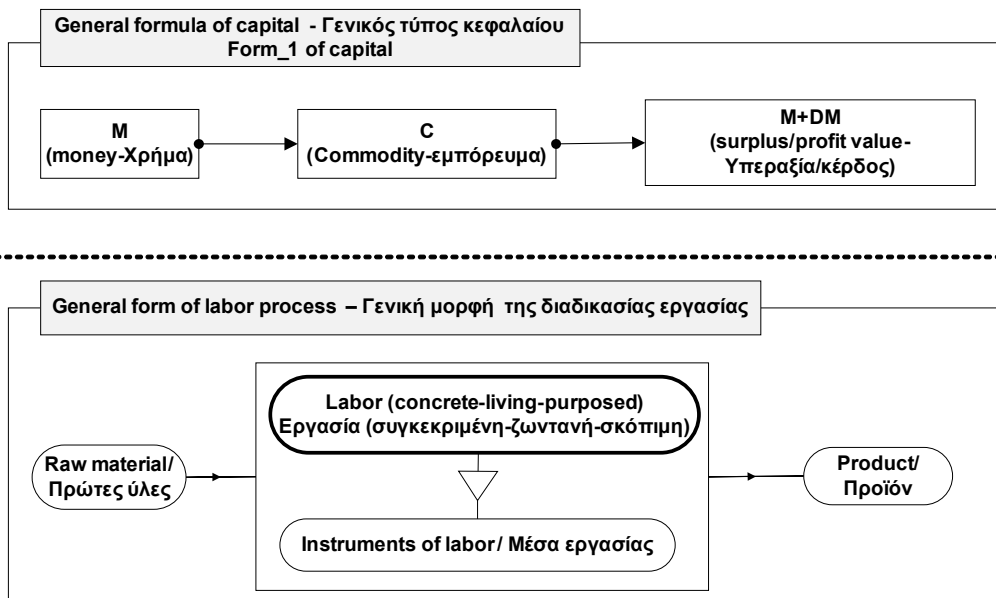 General formula of capital - Γενικός τύπος κεφαλαίου
Form_1 of capital
M
(money-Χρήμα)
C
(Commodity-εμπόρευμα)
M+DM
(surplus/profit value-
Υπεραξία/κέρδος)
General form of labor process – Γενική μορφή της διαδικασίας εργασίας
Labor (concrete-living-purposed)
Εργασία (συγκεκριμένη-ζωντανή-σκόπιμη)
Raw material/
Πρώτες ύλες
Product/
Προϊόν
Instruments of labor/ Μέσα εργασίας